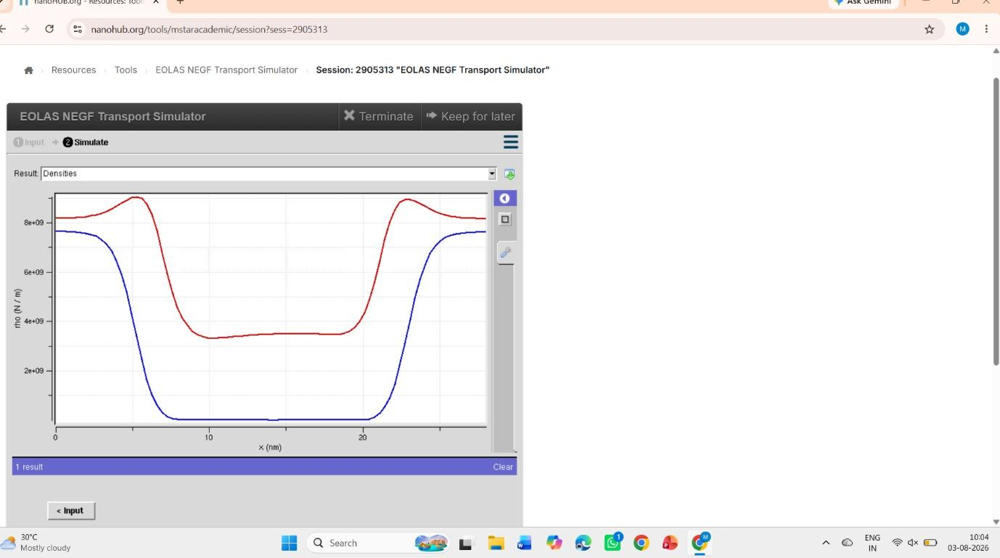 nanoHUB.org - Resources: Tool
Ask Gemini
nanohub.org/tools/mstaracademic/session?sess=2905313
M
Resources
Tools
EOLAS NEGF Transport Simulator
Session: 2905313 "EOLAS NEGF Transport Simulator"
EOLAS NEGF Transport Simulator
Terminate
Keep for later
1 Input
2 Simulate
Result: Densities
rho (N / m)
8e+09
6e+09
4e+09
2e+09
0
10
20
x (nm)
1 result
Clear
< Input
30°C
Mostly cloudy
Search
W
1
P
M
ENG
IN
10:04
03-08-2026